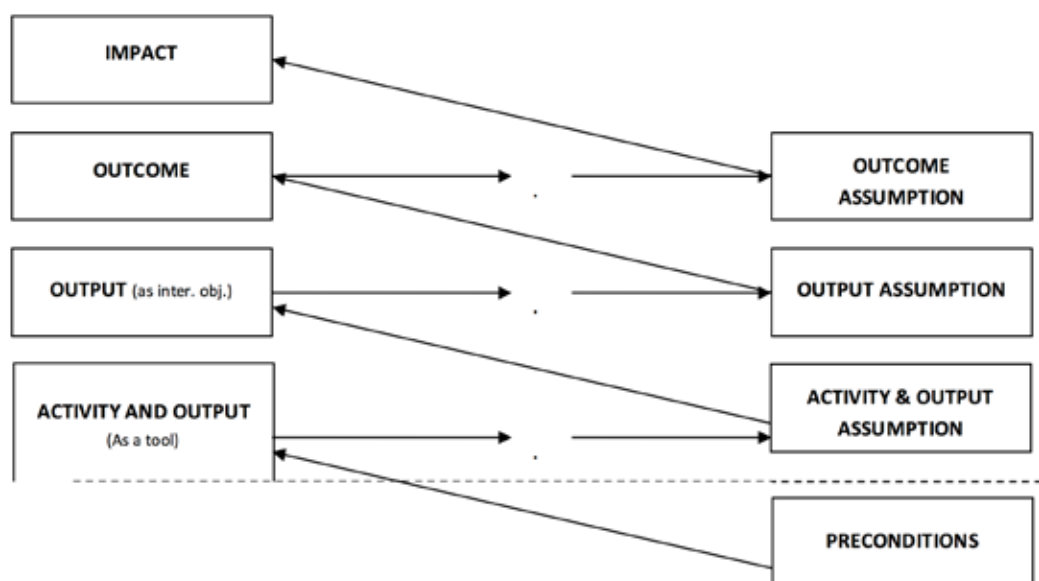 IMPACT
OUTCOME
OUTCOME
ASSUMPTION
.
OUTPUT (as inter. obj.)
OUTPUT ASSUMPTION
.
ACTIVITY AND OUTPUT
(As a tool)
ACTIVITY & OUTPUT
ASSUMPTION
.
PRECONDITIONS